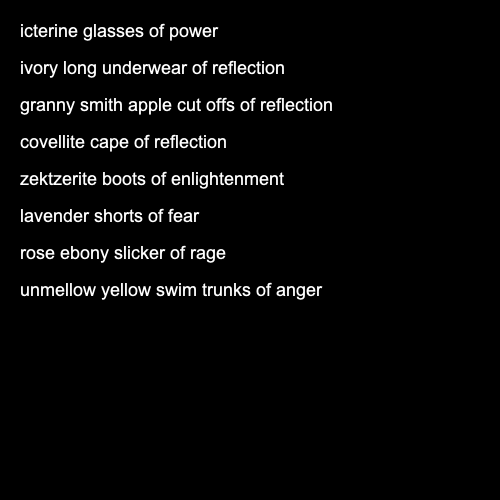 icterine glasses of power
ivory long underwear of reflection
granny smith apple cut offs of reflection
covellite cape of reflection
zektzerite boots of enlightenment
lavender shorts of fear
rose ebony slicker of rage
unmellow yellow swim trunks of anger